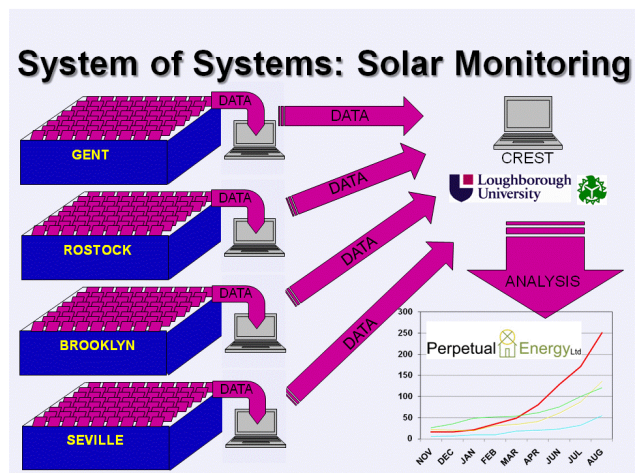 System of Systems: Solar Monitoring
DATA
DATA
GENT
CREST
Loughborough
University
DATA
DATA
ROSTOCK
DATA
DATA
BROOKLYN
DATA
DATA
SEVILLE
ANALYSIS
Perpetual Energy Ltd
300
250
200
150
100
50
0
NOV
DEC
JAN
FEB
MAR
APR
JUN
JUL
AUG